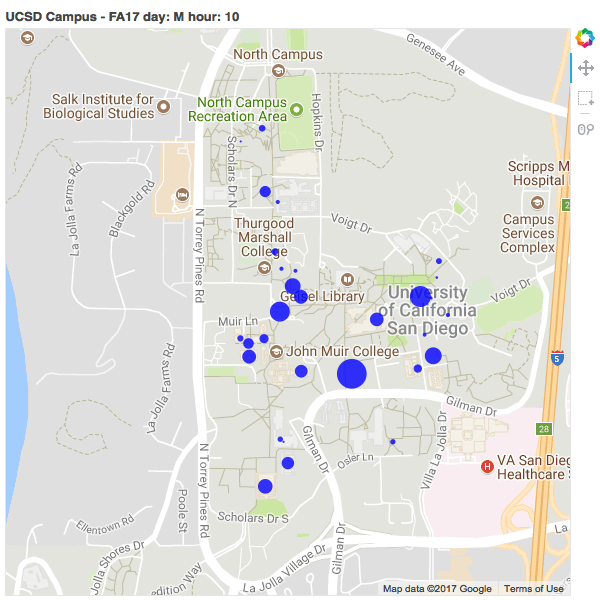 UCSD Campus - FA17 day: M hour: 10
Genesee Ave
North Campus
Salk Institute for
Biological Studies
North Campus
Recreation Area
Hopkins Dr
Scholars Dr N
Scripps M
Hospital
La Jolla Farms Rd
Blackgold Rd
N Torrey Pines Rd
Voigt Dr
Campus
Services
Complex
Thurgood
Marshall
College
Geisel Library
University
of California
San Diego
Voigt Dr
Muir Ln
John Muir College
La Jolla Farms Rd
5
Gilman Dr
28
N Torrey Pines Rd
Gilman Dr
Osler Ln
Villa La Jolla Dr
H
VA San Dieg
Healthcare
Poole St
Ellentown Rd
Scholars Dr S
La
La Jolla Shores Dr
Gilman Dr
La Jolla Village Dr
edition Way
Map data ©2017 Google
Terms of Use